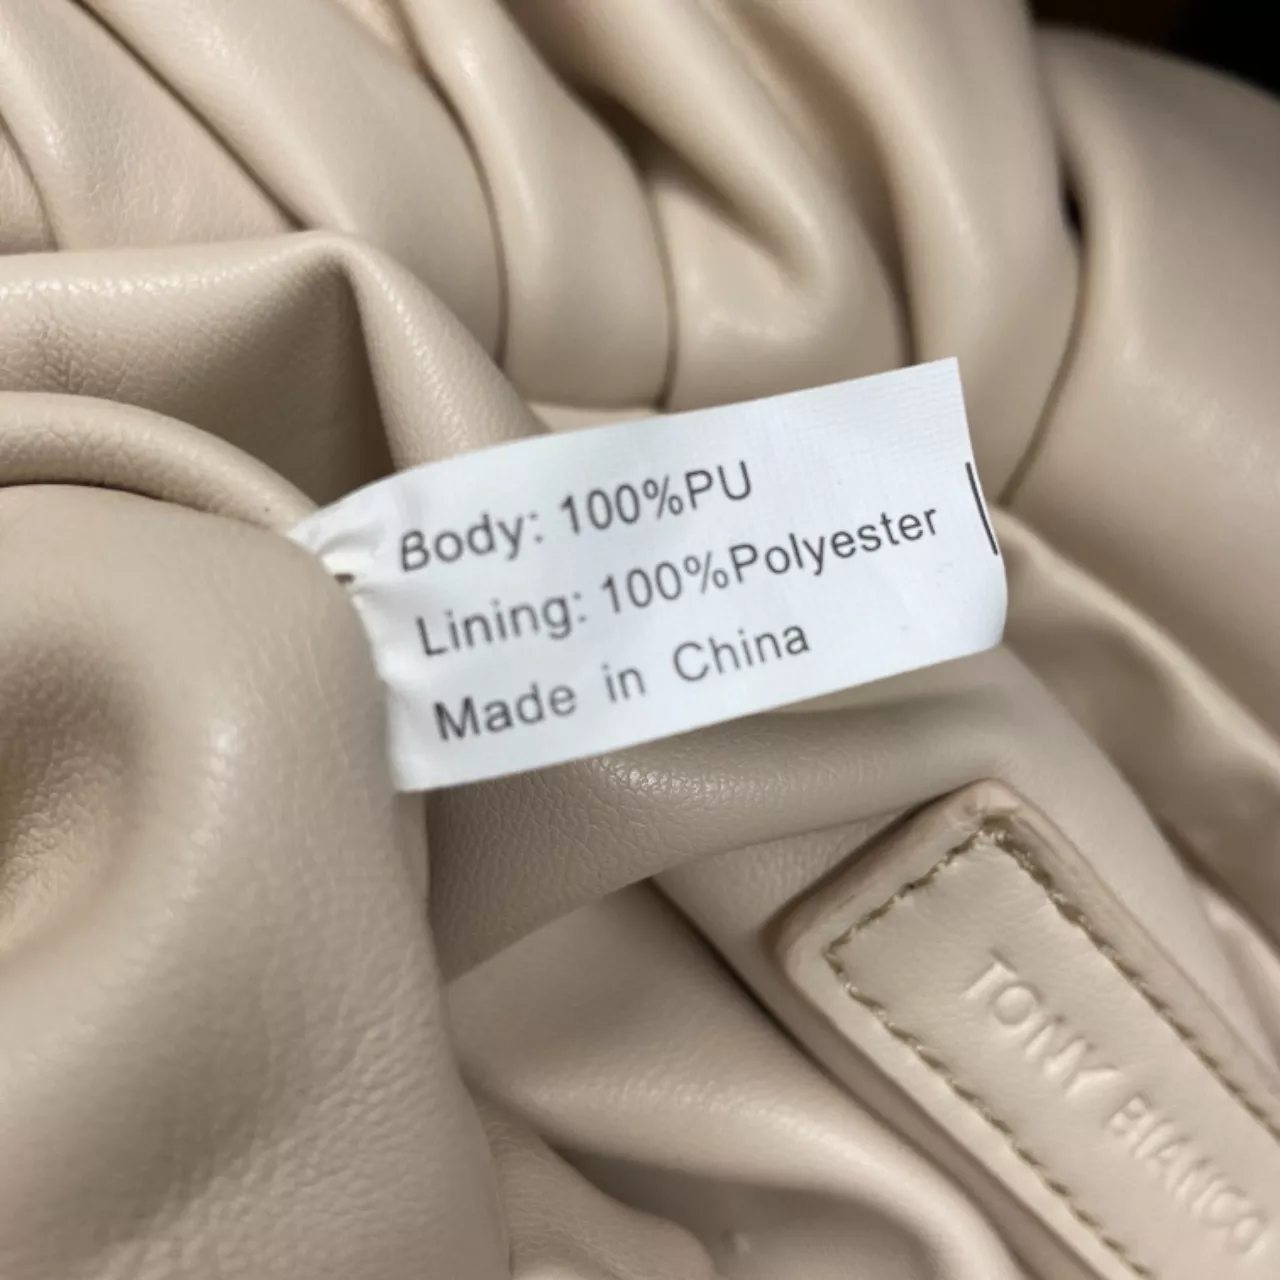 Body: 100%PU
Lining: 100%Polyester
Made in China
TONY BIANCO